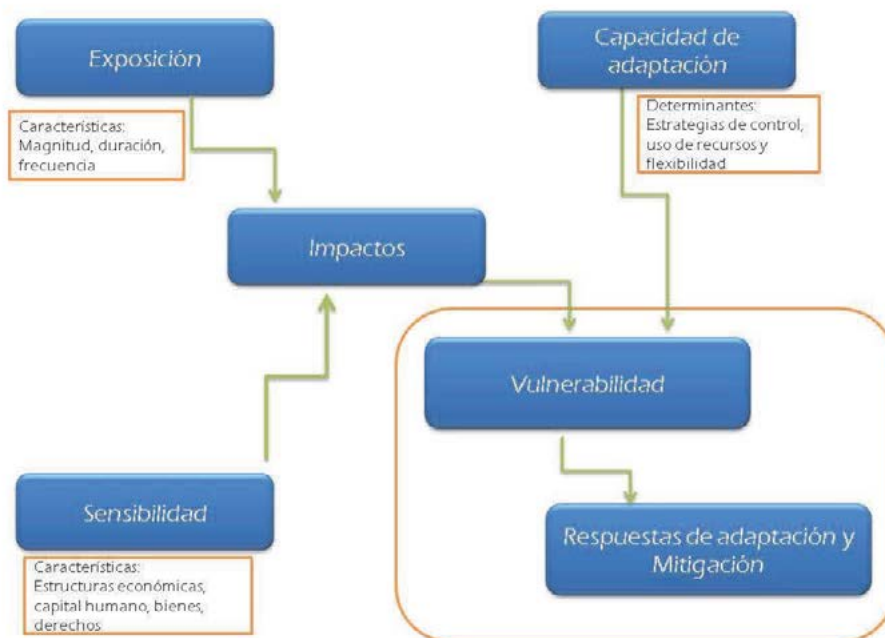 Exposición
Características:
Magnitud, duración,
frecuencia
Capacidad de
adaptación
Determinantes:
Estrategias de control,
uso de recursos y
flexibilidad
Impactos
Vulnerabilidad
Sensibilidad
Características:
Estructuras económicas,
capital humano, bienes,
derechos
Respuestas de adaptación y
Mitigación